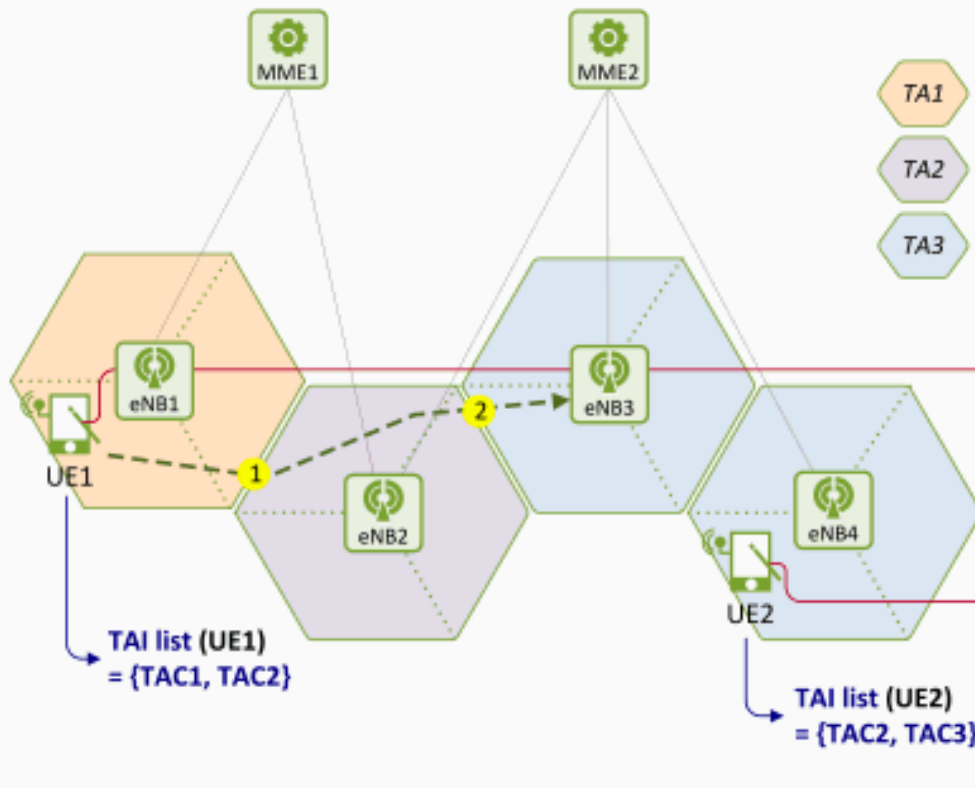 MME1
MME2
TA1
TA2
TA3
eNB1
eNB3
2
1
UE1
eNB2
eNB4
UE2
TAI list (UE1)
= {TAC1, TAC2}
TAI list (UE2)
= {TAC2, TAC3}